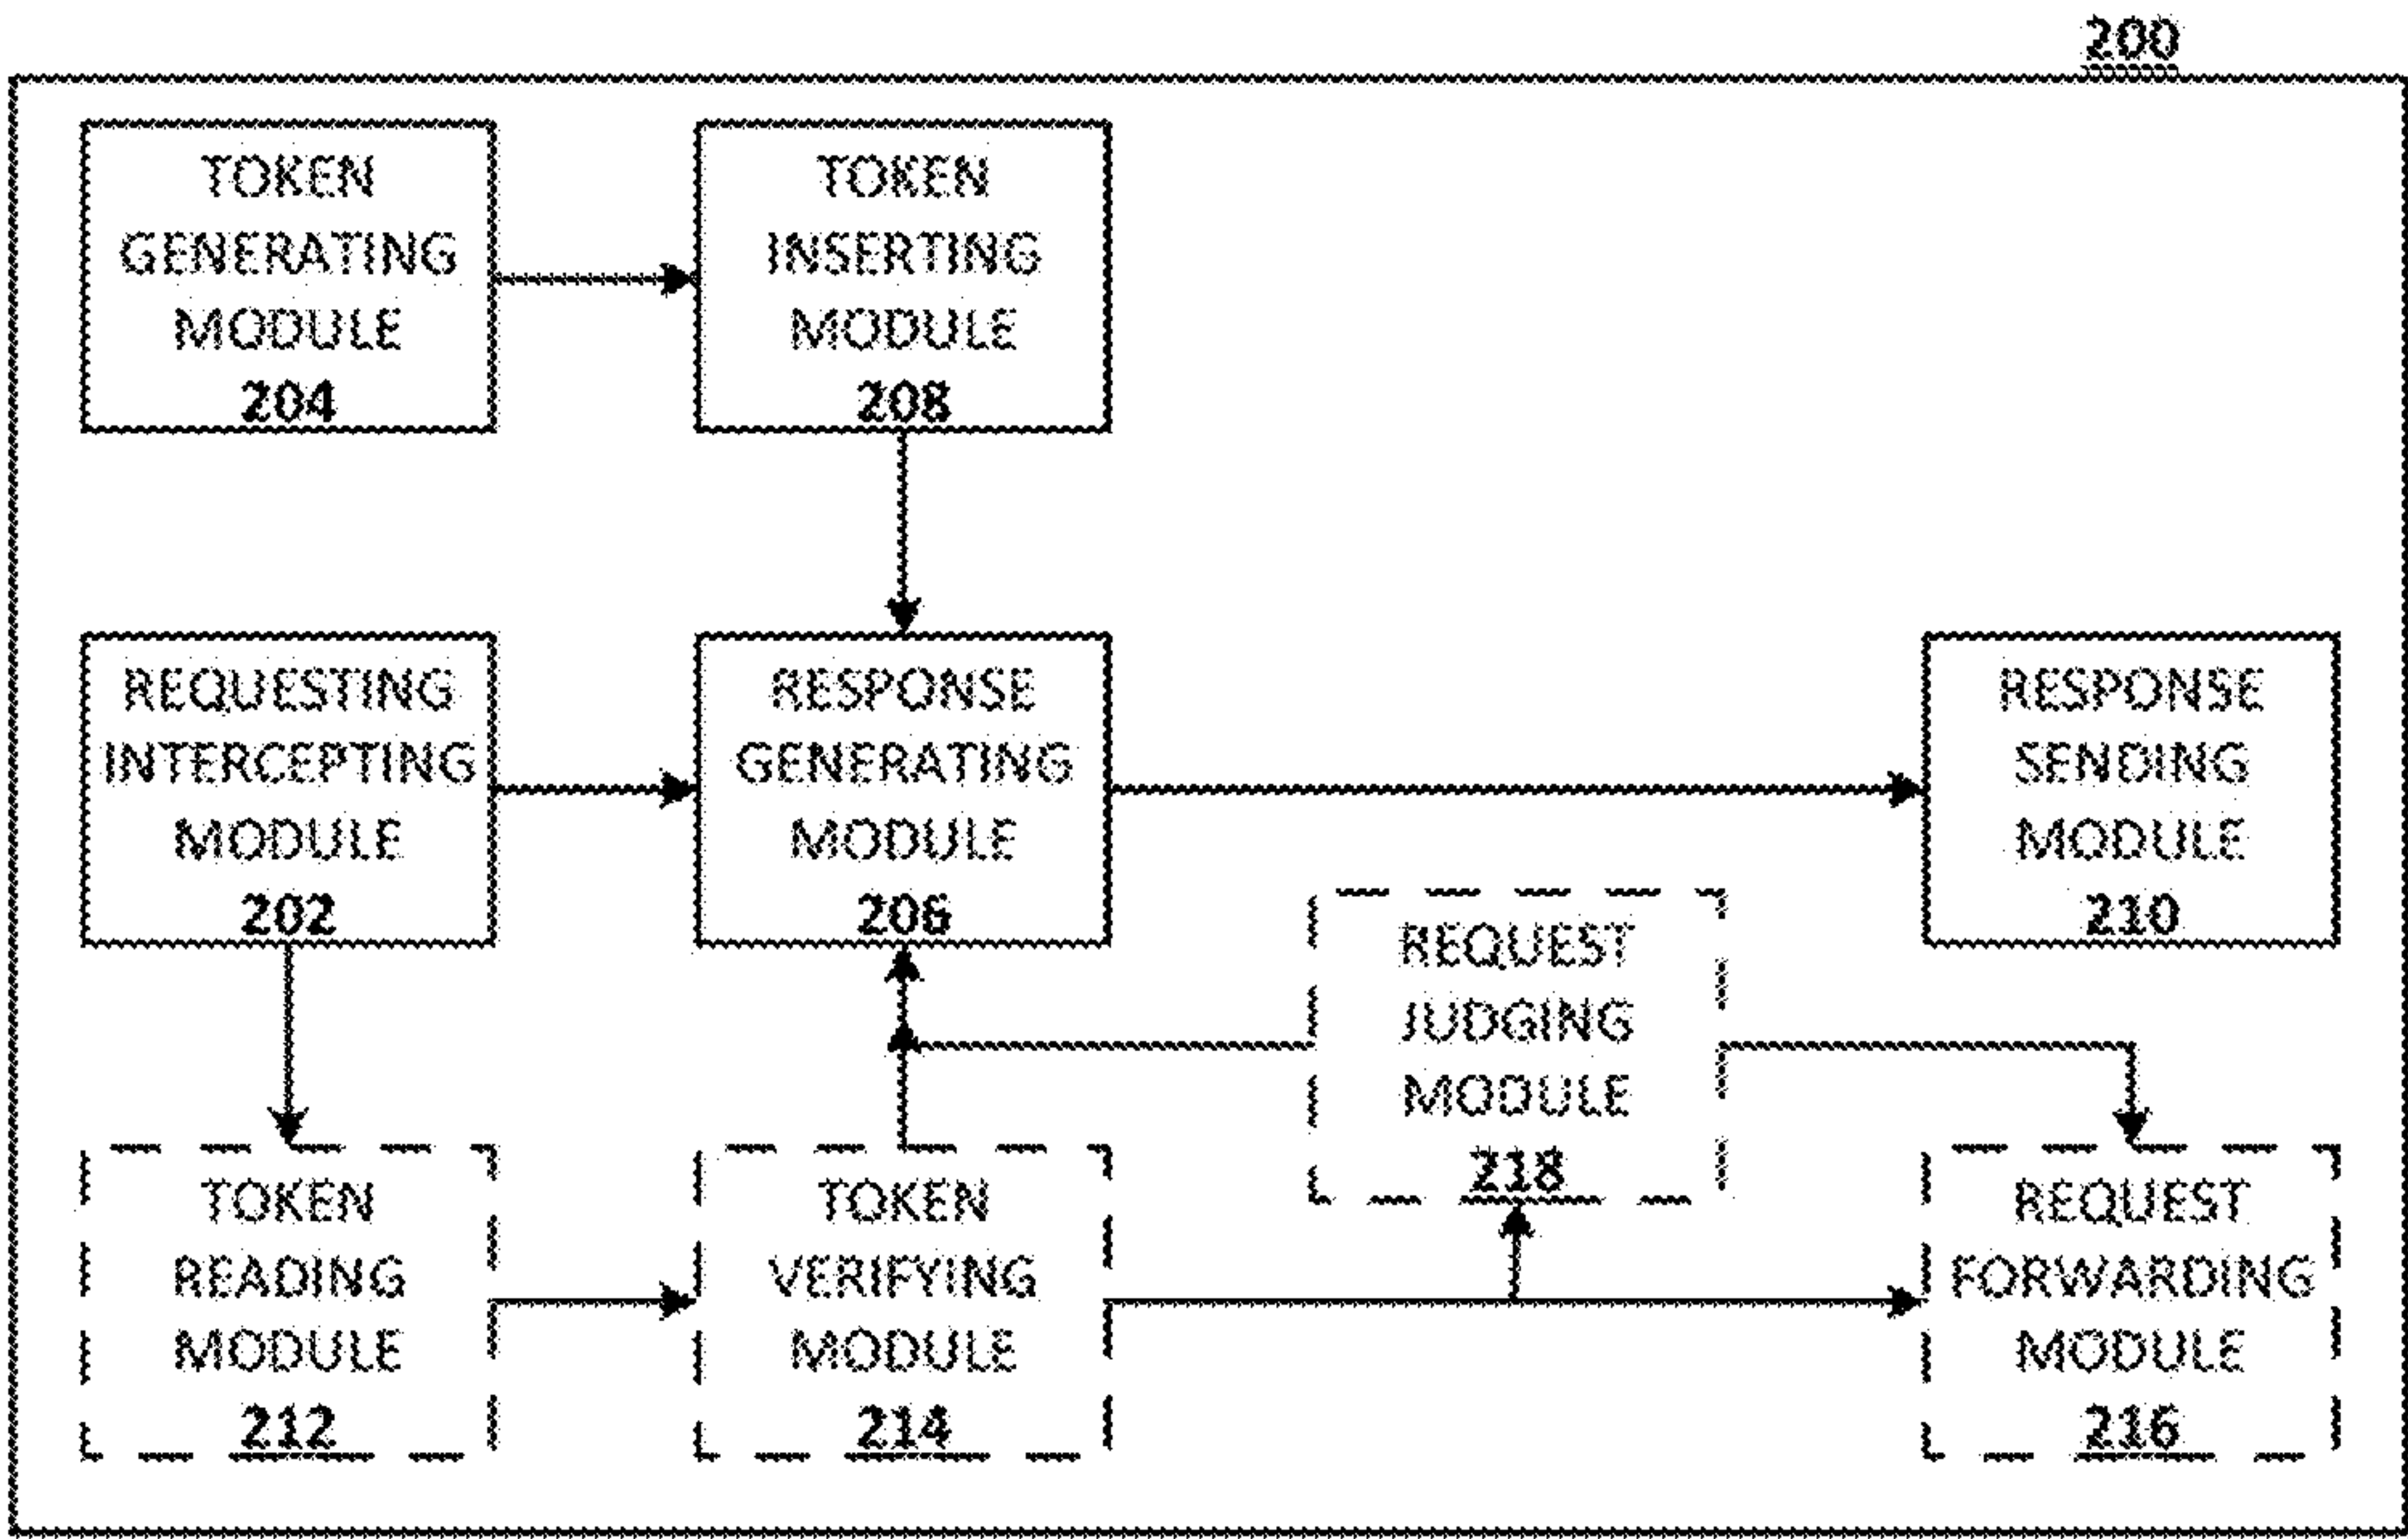 200
TOKEN
GENERATING
MODULE
204
TOKEN
INSERTING
MODULE
208
REQUESTING
INTERCEPTING
MODULE
202
RESPONSE
GENERATING
MODULE
206
RESPONSE
SENDING
MODULE
210
REQUEST
JUDGING
MODULE
218
TOKEN
READING
MODULE
212
TOKEN
VERIFYING
MODULE
214
REQUEST
FORWARDING
MODULE
216